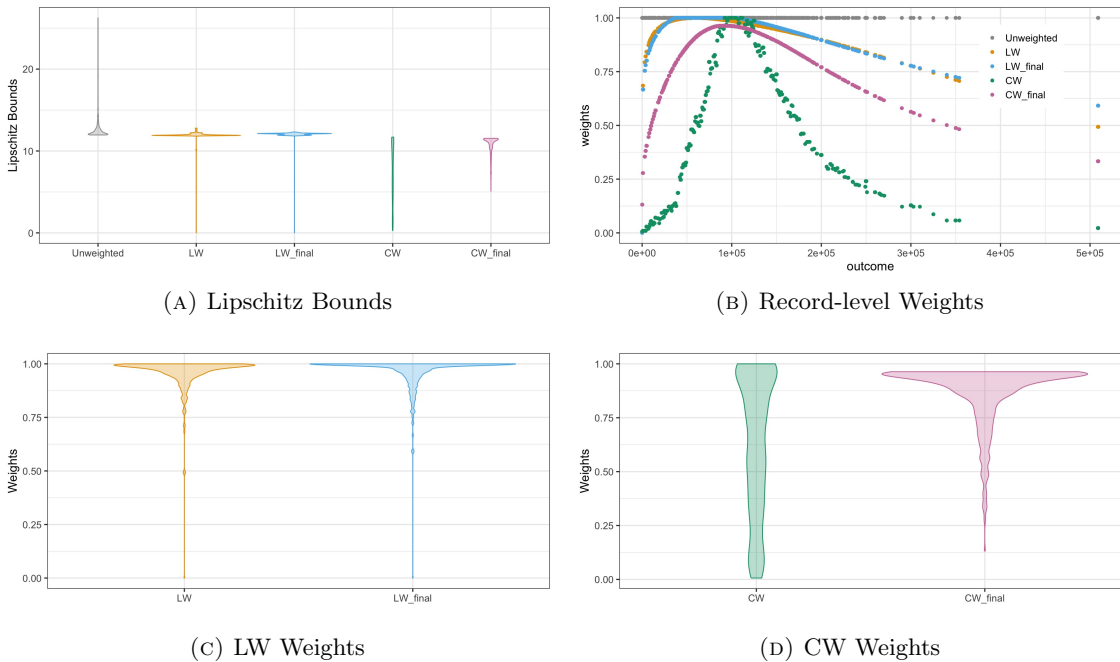 Lipschitz Bounds
20
10
0
Unweighted LW LW_final CW CW_final
(A) Lipschitz Bounds
weights
1.00
0.75
0.50
0.25
0.00
0e+00 1e+05 2e+05 3e+05 4e+05 5e+05
outcome
Unweighted
LW
LW_final
CW
CW_final
(B) Record-level Weights
Weights
1.00
0.75
0.50
0.25
0.00
LW LW_final
(C) LW Weights
Weights
1.00
0.75
0.50
0.25
0.00
CW CW_final
(D) CW Weights